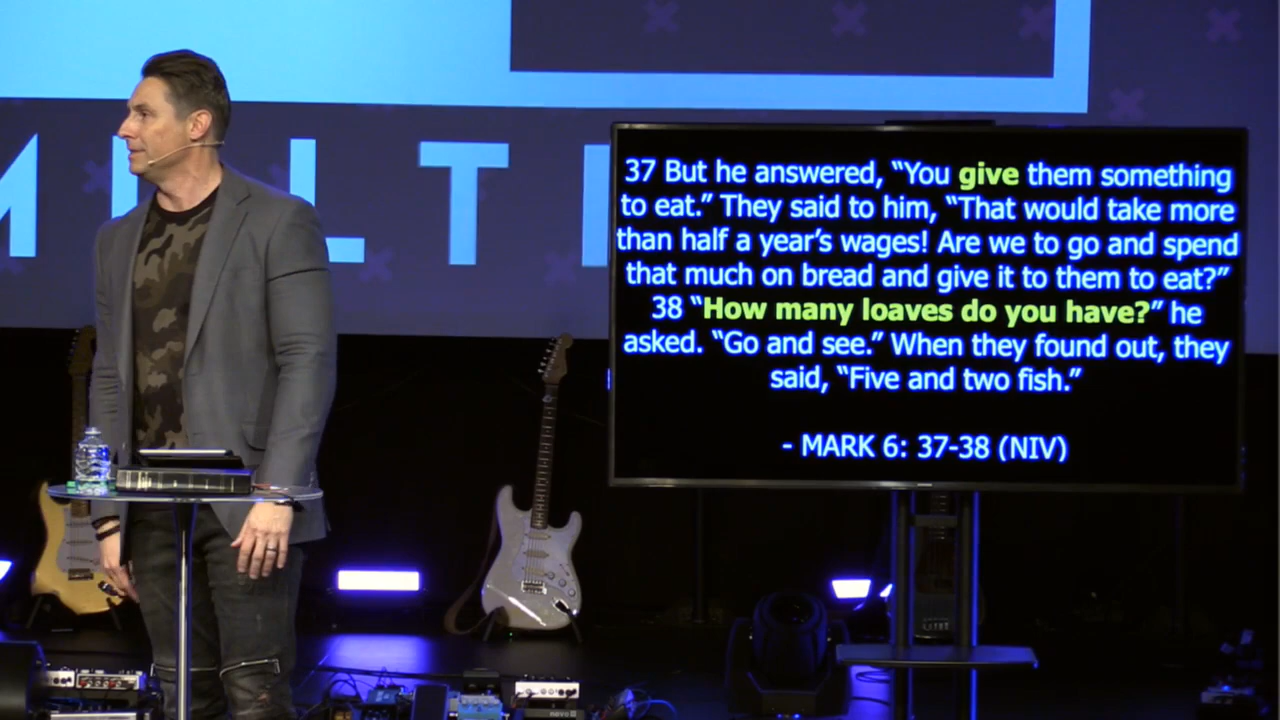 MULTI
37 But he answered, “You give them something
to eat.” They said to him, “That would take more
than half a year’s wages! Are we to go and spend
that much on bread and give it to them to eat?”
38 “How many loaves do you have?” he
asked. “Go and see.” When they found out, they
said, “Five and two fish.”
- MARK 6: 37-38 (NIV)